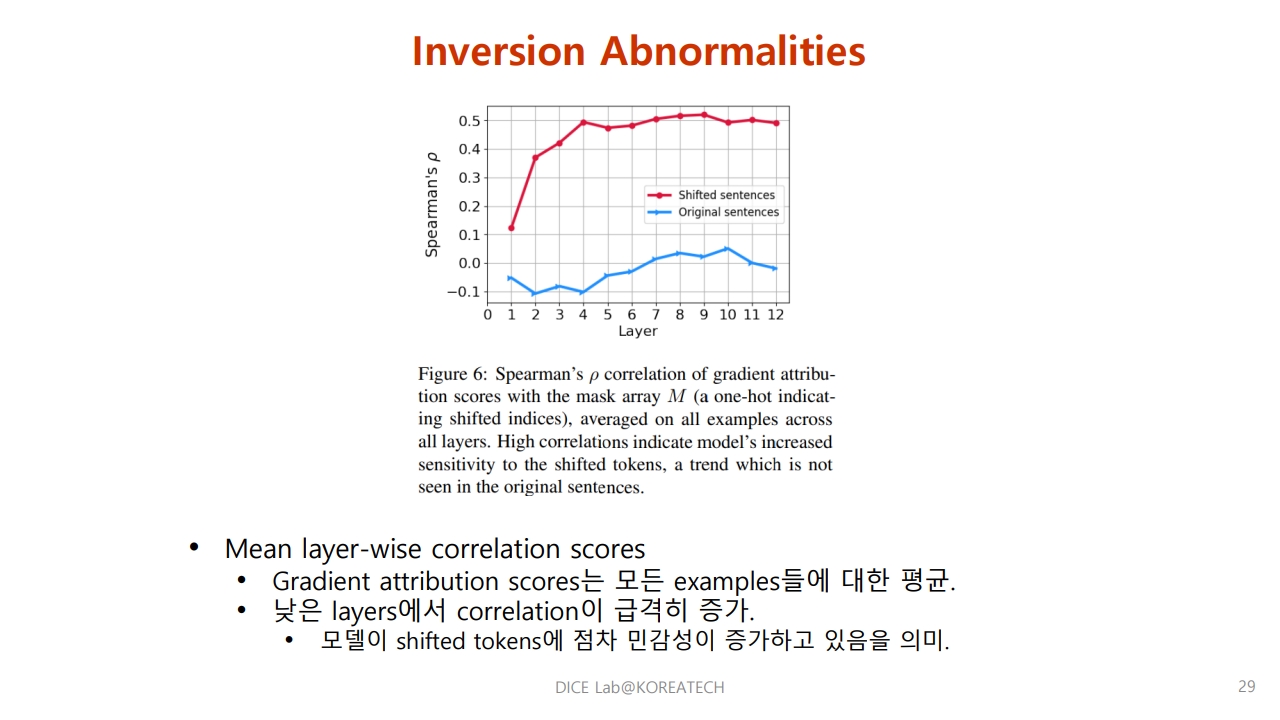 Inversion Abnormalities
0.5
0.4
0.3
0.2
0.1
0.0
−0.1
Spearman's ρ
Shifted sentences
Original sentences
0 1 2 3 4 5 6 7 8 9 10 11 12
Layer
Figure 6: Spearman's ρ correlation of gradient attribu-
tion scores with the mask array M (a one-hot indicat-
ing shifted indices), averaged on all examples across
all layers. High correlations indicate model's increased
sensitivity to the shifted tokens, a trend which is not
seen in the original sentences.
• Mean layer-wise correlation scores
• Gradient attribution scores는 모든 examples들에 대한 평균.
• 낮은 layers에서 correlation이 급격히 증가.
• 모델이 shifted tokens에 점차 민감성이 증가하고 있음을 의미.
DICE Lab@KOREATECH
29